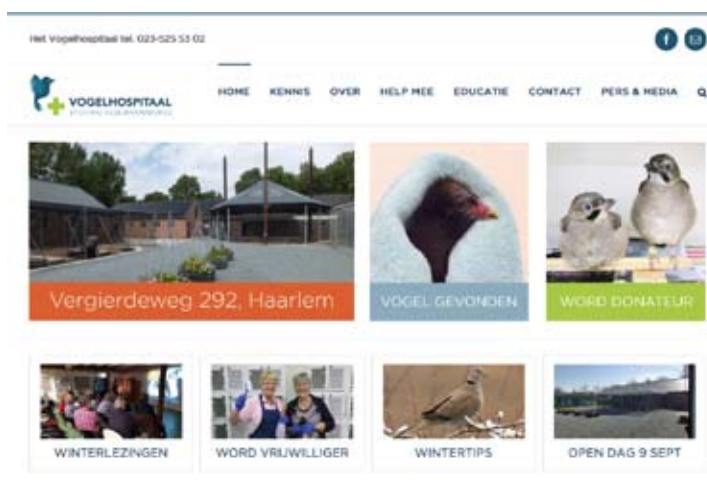 Het Vogelhospitaal tel. 023-525 53 02
VOGELHOSPITAAL
HOME KENNIS OVER HELP MEE EDUCATIE CONTACT PERS & MEDIA
Vergierdeweg 292, Haarlem
VOGEL GEVONDEN
WORD DONATEUR
WINTERLEZINGEN
WORD VRIJWILLIGER
WINTERTIPS
OPEN DAG 9 SEPT